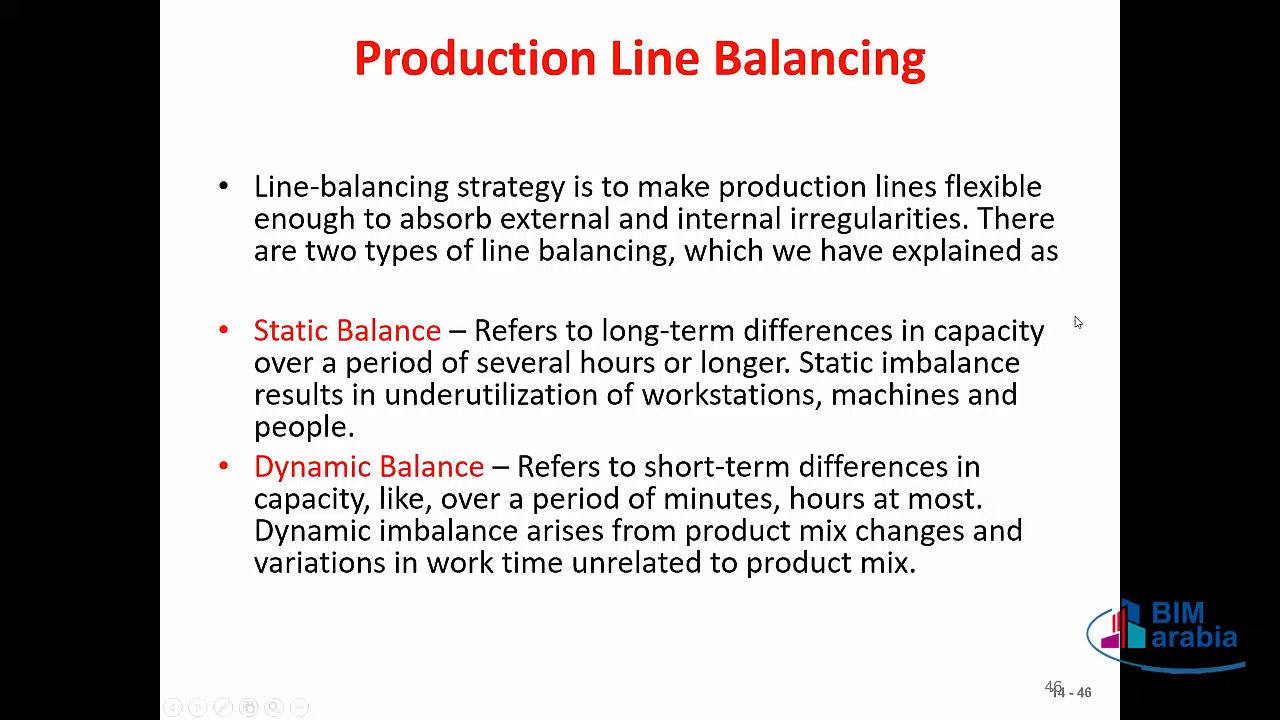 Production Line Balancing
• Line-balancing strategy is to make production lines flexible
enough to absorb external and internal irregularities. There
are two types of line balancing, which we have explained as
• Static Balance – Refers to long-term differences in capacity
over a period of several hours or longer. Static imbalance
results in underutilization of workstations, machines and
people.
• Dynamic Balance – Refers to short-term differences in
capacity, like, over a period of minutes, hours at most.
Dynamic imbalance arises from product mix changes and
variations in work time unrelated to product mix.
BIM
arabia
46
14 - 46